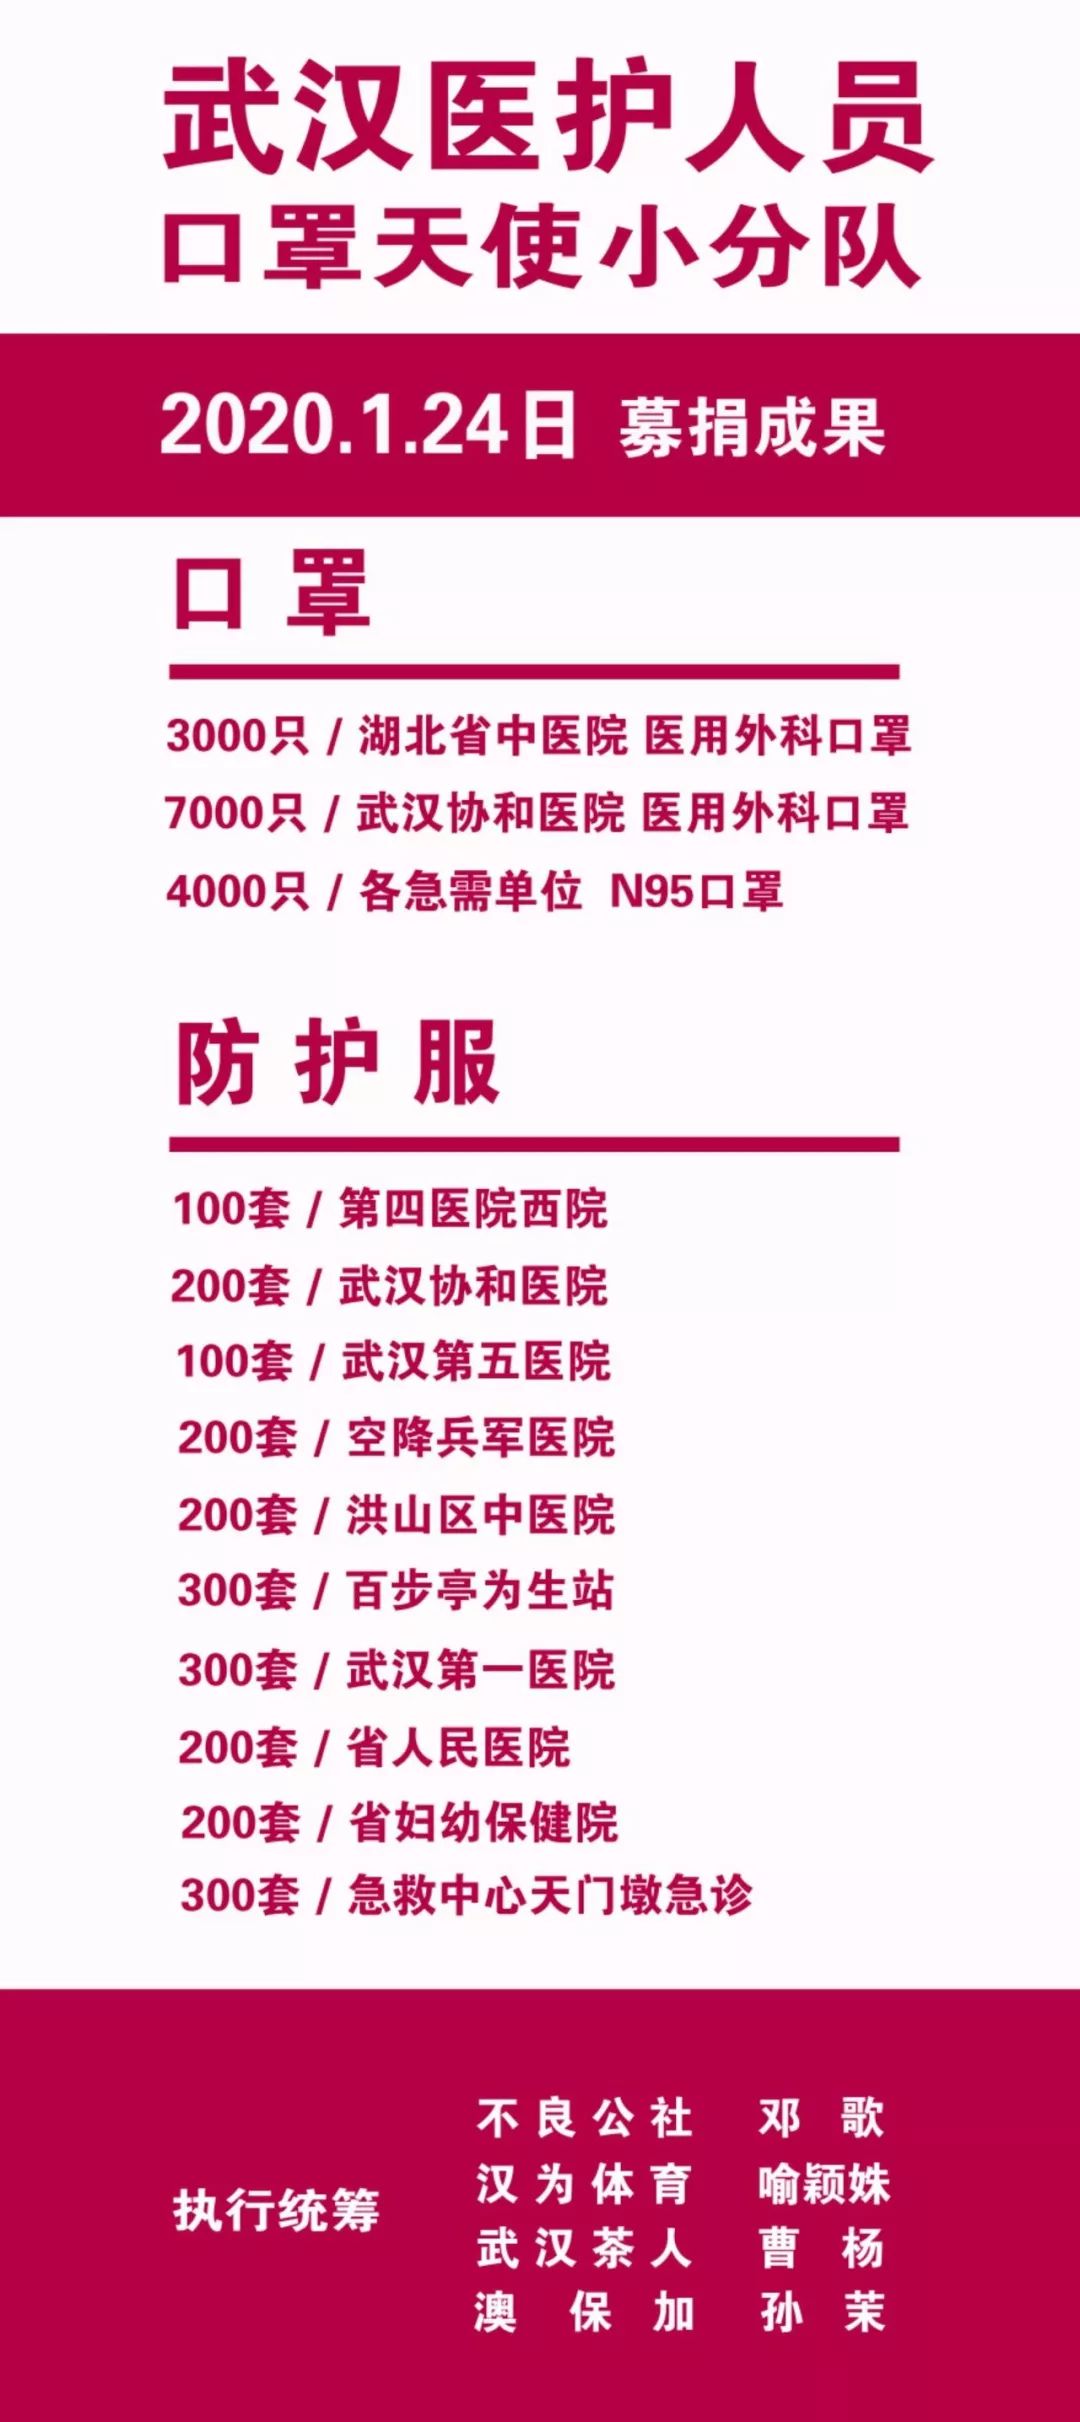 武汉医护人员
口罩天使小分队
2020.1.24日 募捐成果
口罩
3000只 / 湖北省中医院 医用外科口罩
7000只 / 武汉协和医院 医用外科口罩
4000只 / 各急需单位 N95口罩
防护服
100套 / 第四医院西院
200套 / 武汉协和医院
100套 / 武汉第五医院
200套 / 空降兵军医院
200套 / 洪山区中医院
300套 / 百步亭为生站
300套 / 武汉第一医院
200套 / 省人民医院
200套 / 省妇幼保健院
300套 / 急救中心天门墩急诊
执行统筹
不良公社 邓歌
汉为体育 喻颖姝
武汉茶人 曹杨
澳保加 孙茉